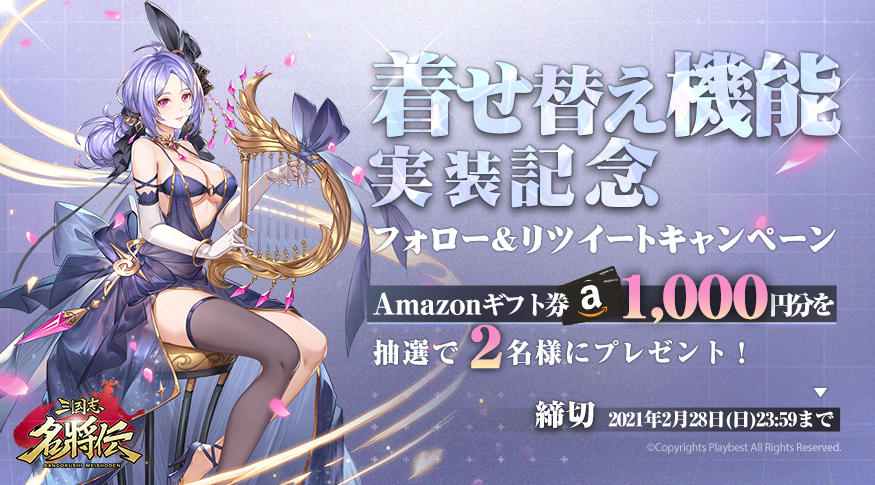 着せ替え機能
実装記念
フォロー&リツイートキャンペーン
Amazonギフト券 a 1,000円分を
抽選で2名様にプレゼント！
締切 2021年2月28日(日)23:59まで
©Copyrights Playbest All Rights Reserved.
三国志
名将伝
SANGOKUSHI MEISHODEN